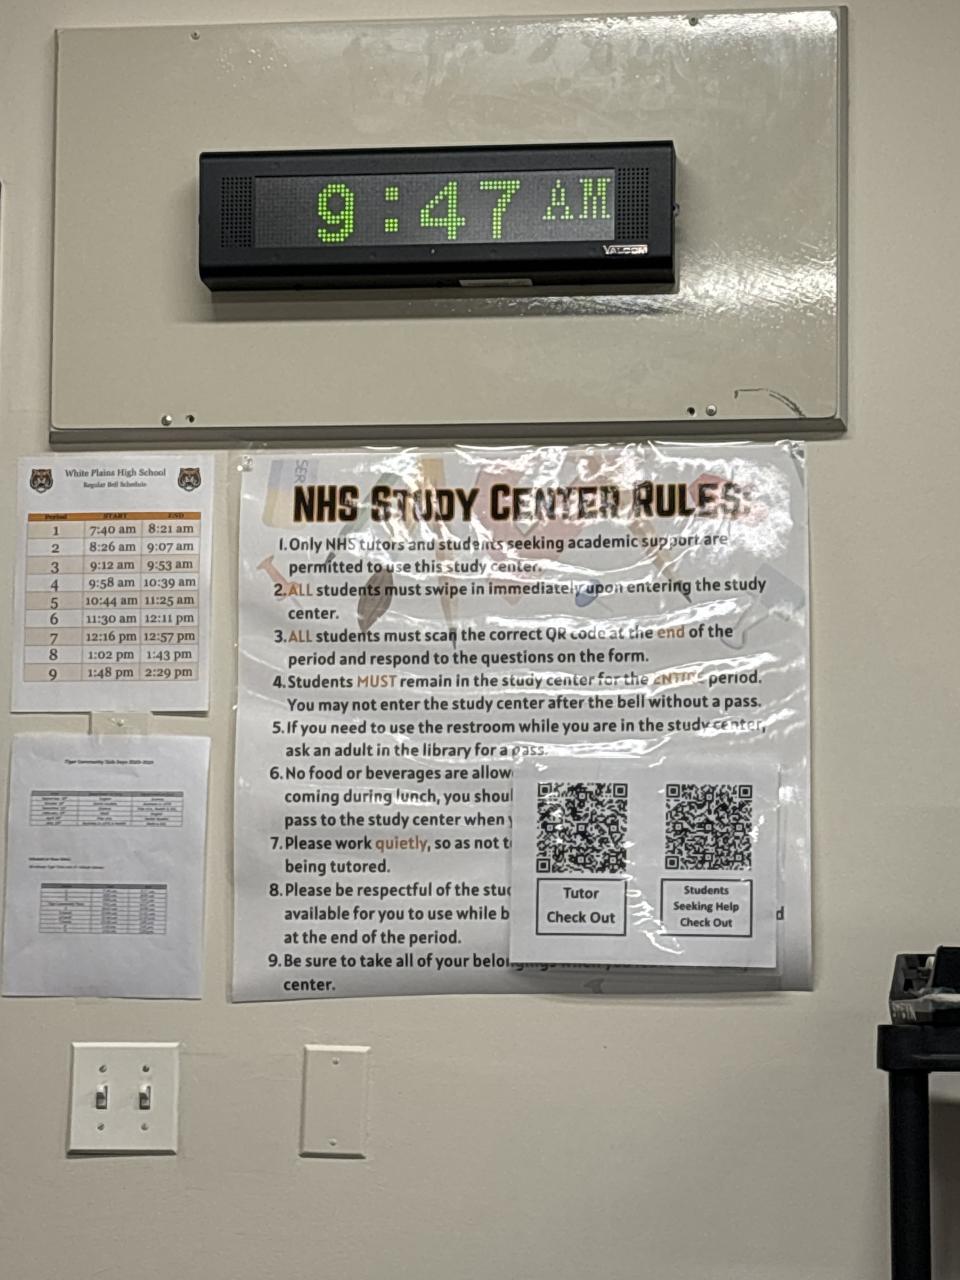 9:47 AM
VALCOM
White Plains High School
Regular Bell Schedule
Period START END
1 7:40 am 8:21 am
2 8:26 am 9:07 am
3 9:12 am 9:53 am
4 9:58 am 10:39 am
5 10:44 am 11:25 am
6 11:30 am 12:11 pm
7 12:16 pm 12:57 pm
8 1:02 pm 1:43 pm
9 1:48 pm 2:29 pm
NHS STUDY CENTER RULES:
1. Only NHS tutors and students seeking academic support are
permitted to use this study center.
2. ALL students must swipe in immediately upon entering the study
center.
3. ALL students must scan the correct QR code at the end of the
period and respond to the questions on the form.
4. Students MUST remain in the study center for the ENTIRE period.
You may not enter the study center after the bell without a pass.
5. If you need to use the restroom while you are in the study center,
ask an adult in the library for a pass.
6. No food or beverages are allow
coming during lunch, you shoul
pass to the study center when
7. Please work quietly, so as not t
being tutored.
8. Please be respectful of the stud
available for you to use while b
at the end of the period.
9. Be sure to take all of your belongings when you
center.
Tutor
Check Out
Students
Seeking Help
Check Out